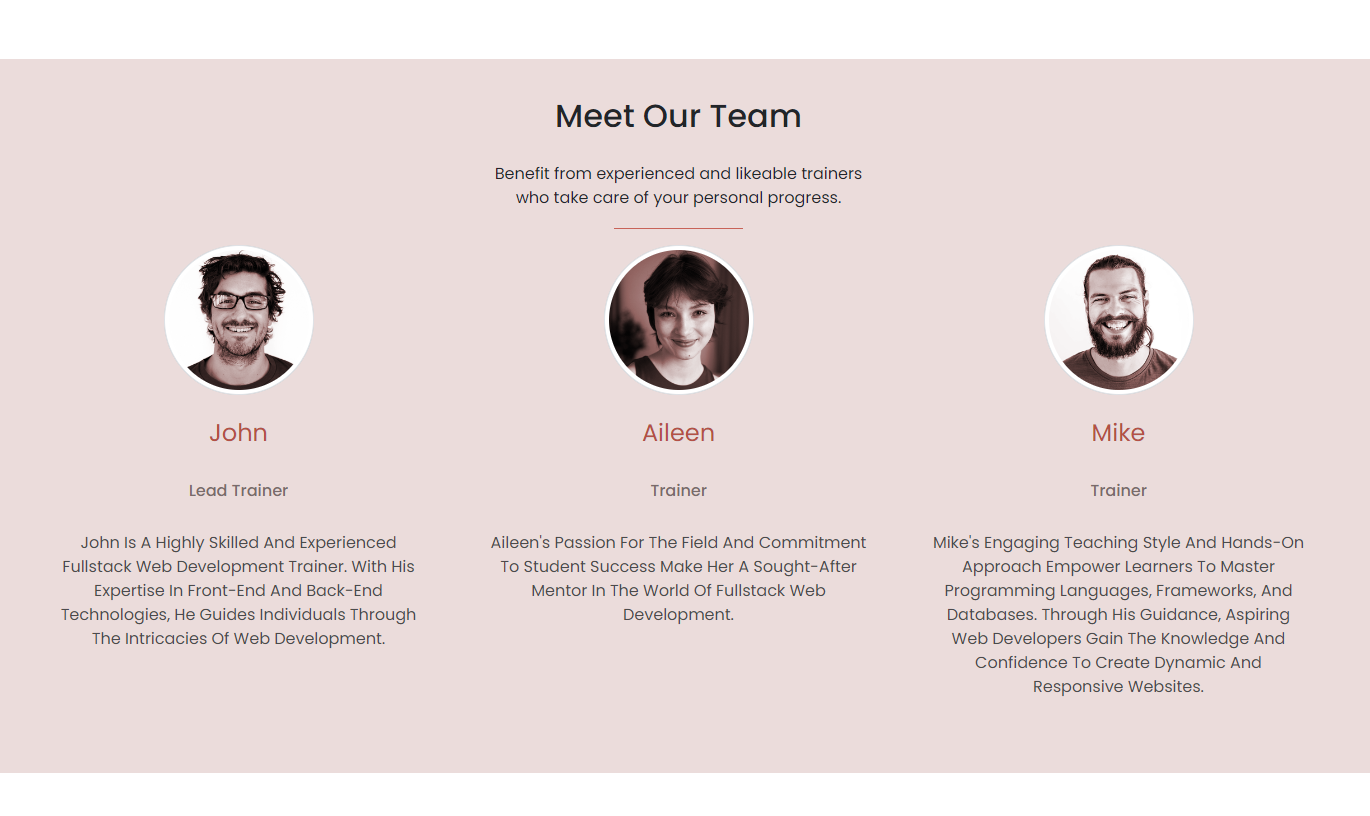 Meet Our Team
Benefit from experienced and likeable trainers
who take care of your personal progress.
John
Lead Trainer
John Is A Highly Skilled And Experienced
Fullstack Web Development Trainer. With His
Expertise In Front-End And Back-End
Technologies, He Guides Individuals Through
The Intricacies Of Web Development.
Aileen
Trainer
Aileen's Passion For The Field And Commitment
To Student Success Make Her A Sought-After
Mentor In The World Of Fullstack Web
Development.
Mike
Trainer
Mike's Engaging Teaching Style And Hands-On
Approach Empower Learners To Master
Programming Languages, Frameworks, And
Databases. Through His Guidance, Aspiring
Web Developers Gain The Knowledge And
Confidence To Create Dynamic And
Responsive Websites.